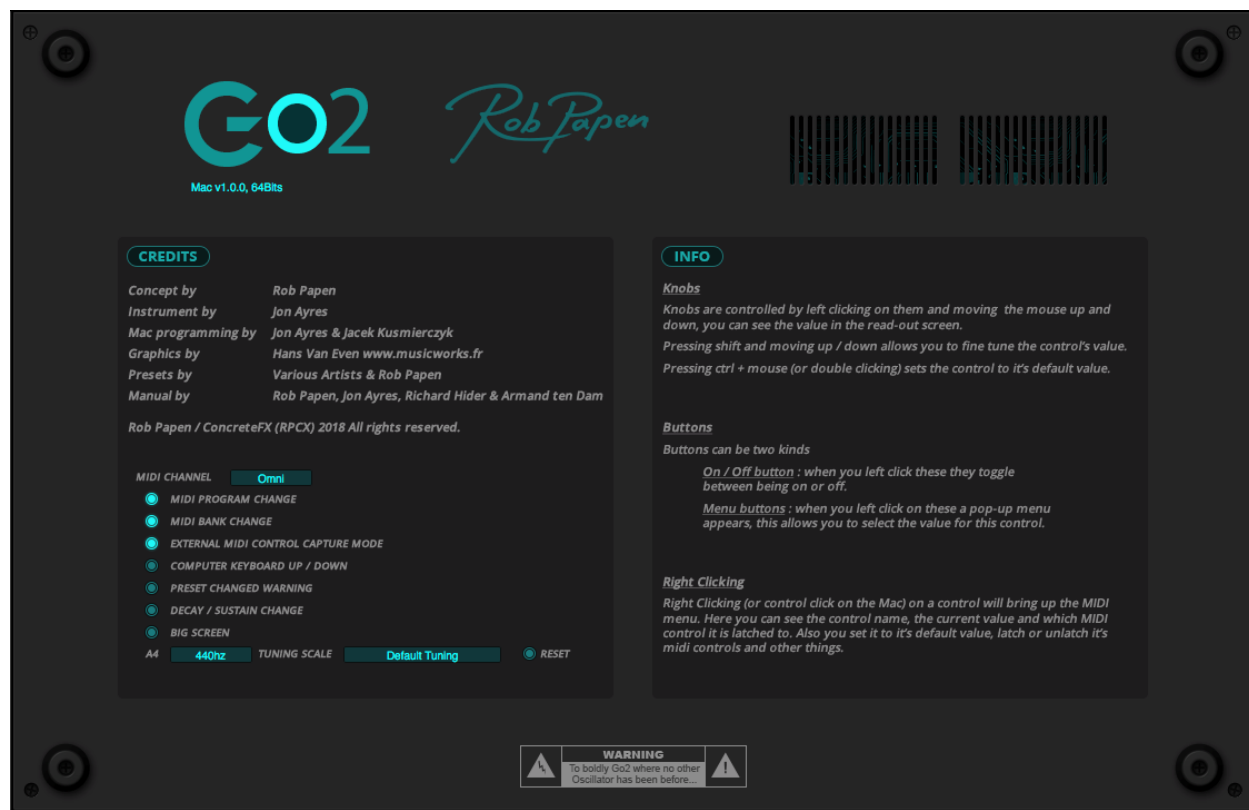 Go2
Rob Papen
Mac v1.0.0, 64Bits
CREDITS
Concept by Rob Papen
Instrument by Jon Ayres
Mac programming by Jon Ayres & Jacek Kusmierczyk
Graphics by Hans Van Even www.musicworks.fr
Presets by Various Artists & Rob Papen
Manual by Rob Papen, Jon Ayres, Richard Hider & Armand ten Dam
Rob Papen / ConcreteFX (RPCX) 2018 All rights reserved.
MIDI CHANNEL Omni
MIDI PROGRAM CHANGE
MIDI BANK CHANGE
EXTERNAL MIDI CONTROL CAPTURE MODE
COMPUTER KEYBOARD UP / DOWN
PRESET CHANGED WARNING
DECAY / SUSTAIN CHANGE
BIG SCREEN
A4 440hz TUNING SCALE Default Tuning RESET
INFO
Knobs
Knobs are controlled by left clicking on them and moving the mouse up and
down, you can see the value in the read-out screen.
Pressing shift and moving up / down allows you to fine tune the control's value.
Pressing ctrl + mouse (or double clicking) sets the control to it's default value.
Buttons
Buttons can be two kinds
On / Off button : when you left click these they toggle
between being on or off.
Menu buttons : when you left click on these a pop-up menu
appears, this allows you to select the value for this control.
Right Clicking
Right Clicking (or control click on the Mac) on a control will bring up the MIDI
menu. Here you can see the control name, the current value and which MIDI
control it is latched to. Also you set it to it's default value, latch or unlatch it's
midi controls and other things.
WARNING
To boldly Go2 where no other
Oscillator has been before...